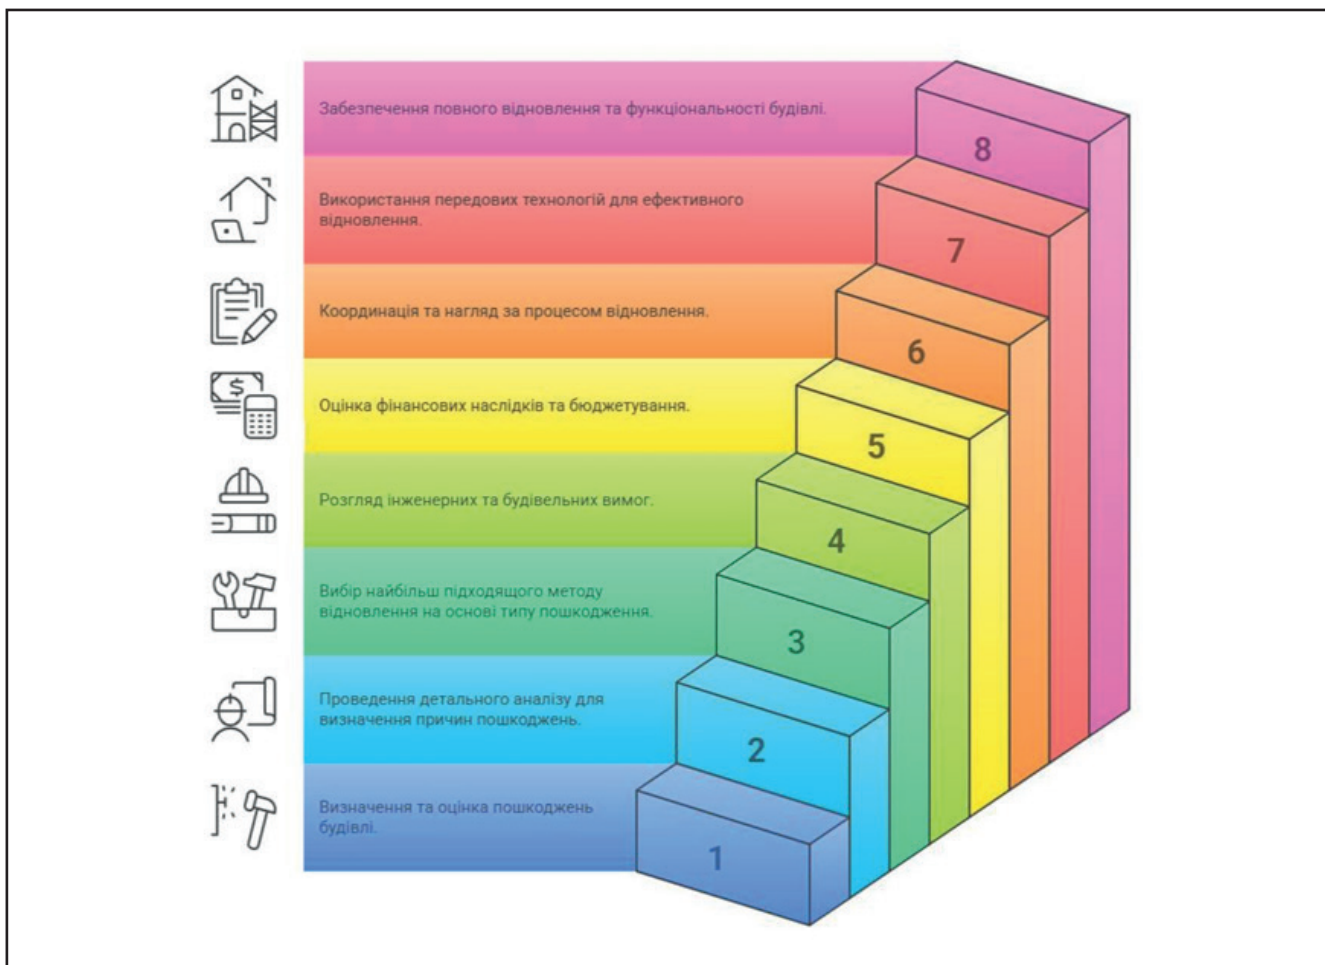 Забезпечення повного відновлення та функціональності будівлі.
8
Використання передових технологій для ефективного
відновлення.
7
Координація та нагляд за процесом відновлення.
6
$
Оцінка фінансових наслідків та бюджетування.
5
Розгляд інженерних та будівельних вимог.
4
Вибір найбільш підходящого методу
відновлення на основі типу пошкодження.
3
Проведення детального аналізу для
визначення причин пошкоджень.
2
Визначення та оцінка пошкоджень
будівлі.
1